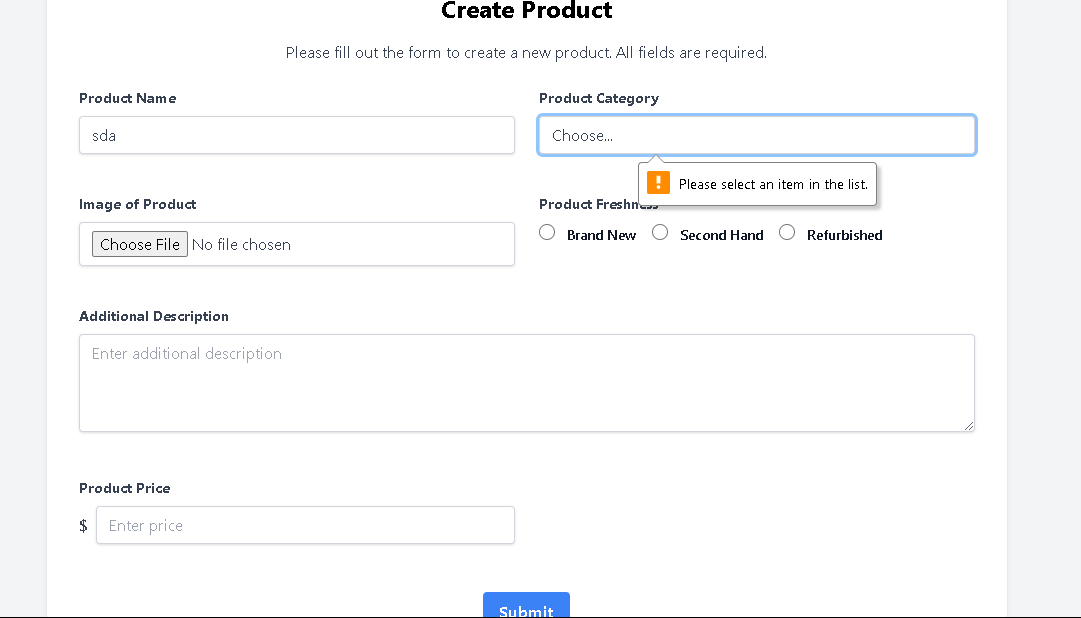 Create Product
Please fill out the form to create a new product. All fields are required.
Product Name
Product Category
sda
Choose...
! Please select an item in the list.
Image of Product
Product Freshness
Choose File No file chosen
Brand New Second Hand Refurbished
Additional Description
Enter additional description
Product Price
$ Enter price
Submit